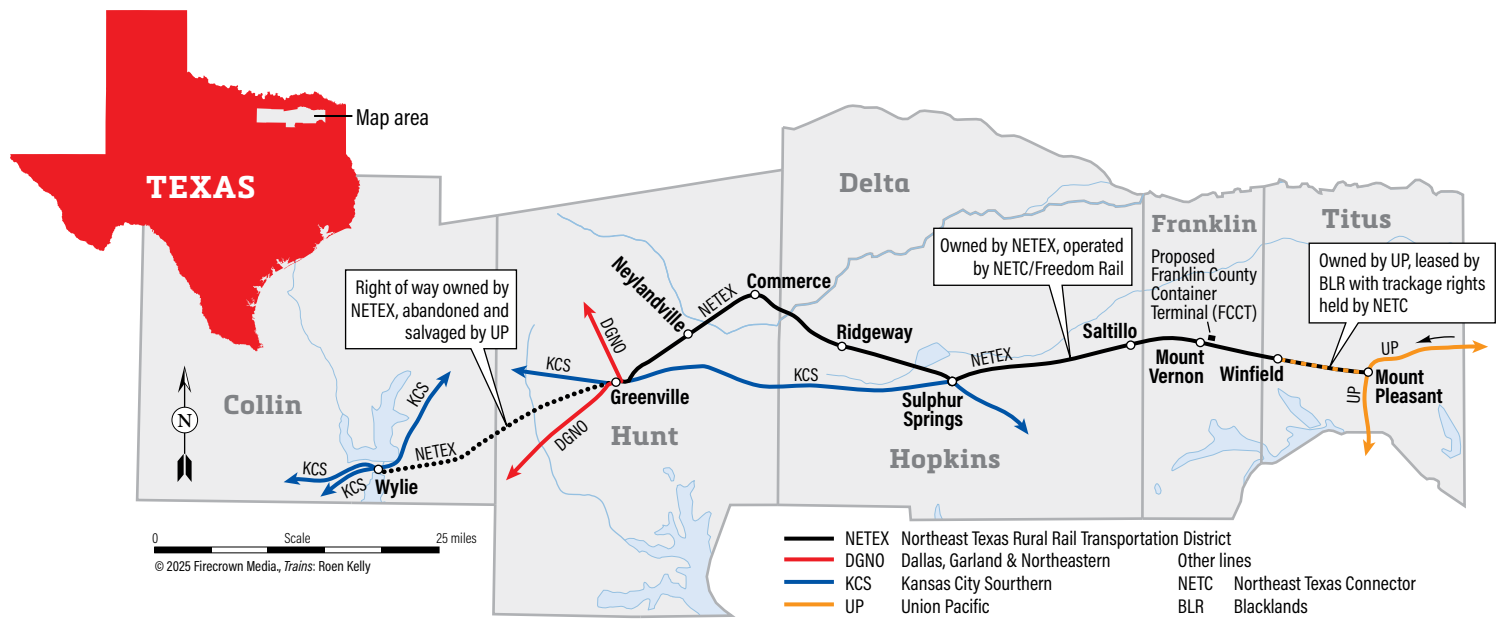 Map area
TEXAS
Delta
Franklin
Titus
Collin
Hunt
Hopkins
Right of way owned by
NETEX, abandoned and
salvaged by UP
Owned by NETEX, operated
by NETC/Freedom Rail
Proposed
Franklin County
Container
Terminal (FCCT)
Owned by UP, leased by
BLR with trackage rights
held by NETC
Neylandville
NETEX
Commerce
Ridgeway
Saltillo
Mount
Vernon
Winfield
Mount
Pleasant
UP
UP
DGNO
KCS
KCS
NETEX
Greenville
Sulphur
Springs
DGNO
KCS
NETEX
KCS
KCS
Wylie
N
0 Scale 25 miles
© 2025 Firecrown Media., Trains: Roen Kelly
NETEX Northeast Texas Rural Rail Transportation District
DGNO Dallas, Garland & Northeastern
KCS Kansas City Sourthern
UP Union Pacific
Other lines
NETC Northeast Texas Connector
BLR Blacklands